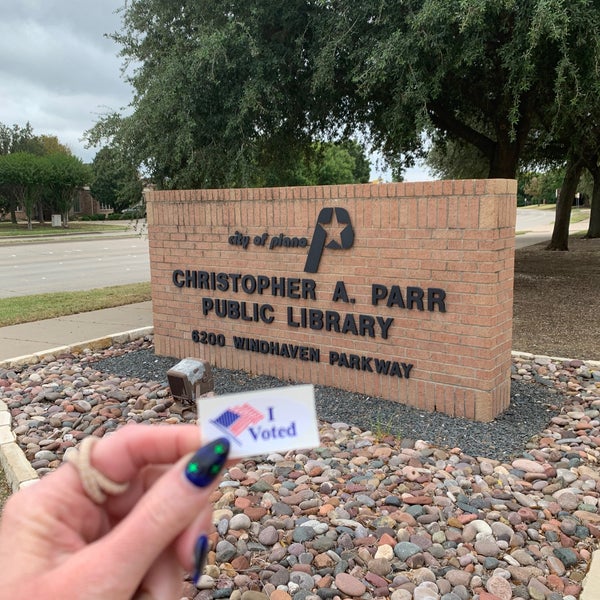 city of plano
CHRISTOPHER A. PARR
PUBLIC LIBRARY
6200 WINDHAVEN PARKWAY
I
Voted